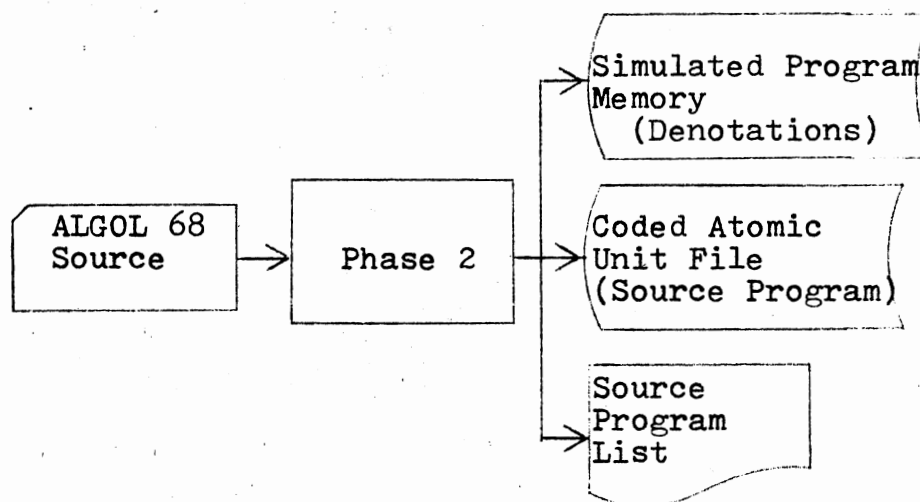 Simulated Program
Memory
(Denotations)
ALGOL 68
Source
Phase 2
Coded Atomic
Unit File
(Source Program)
Source
Program
List